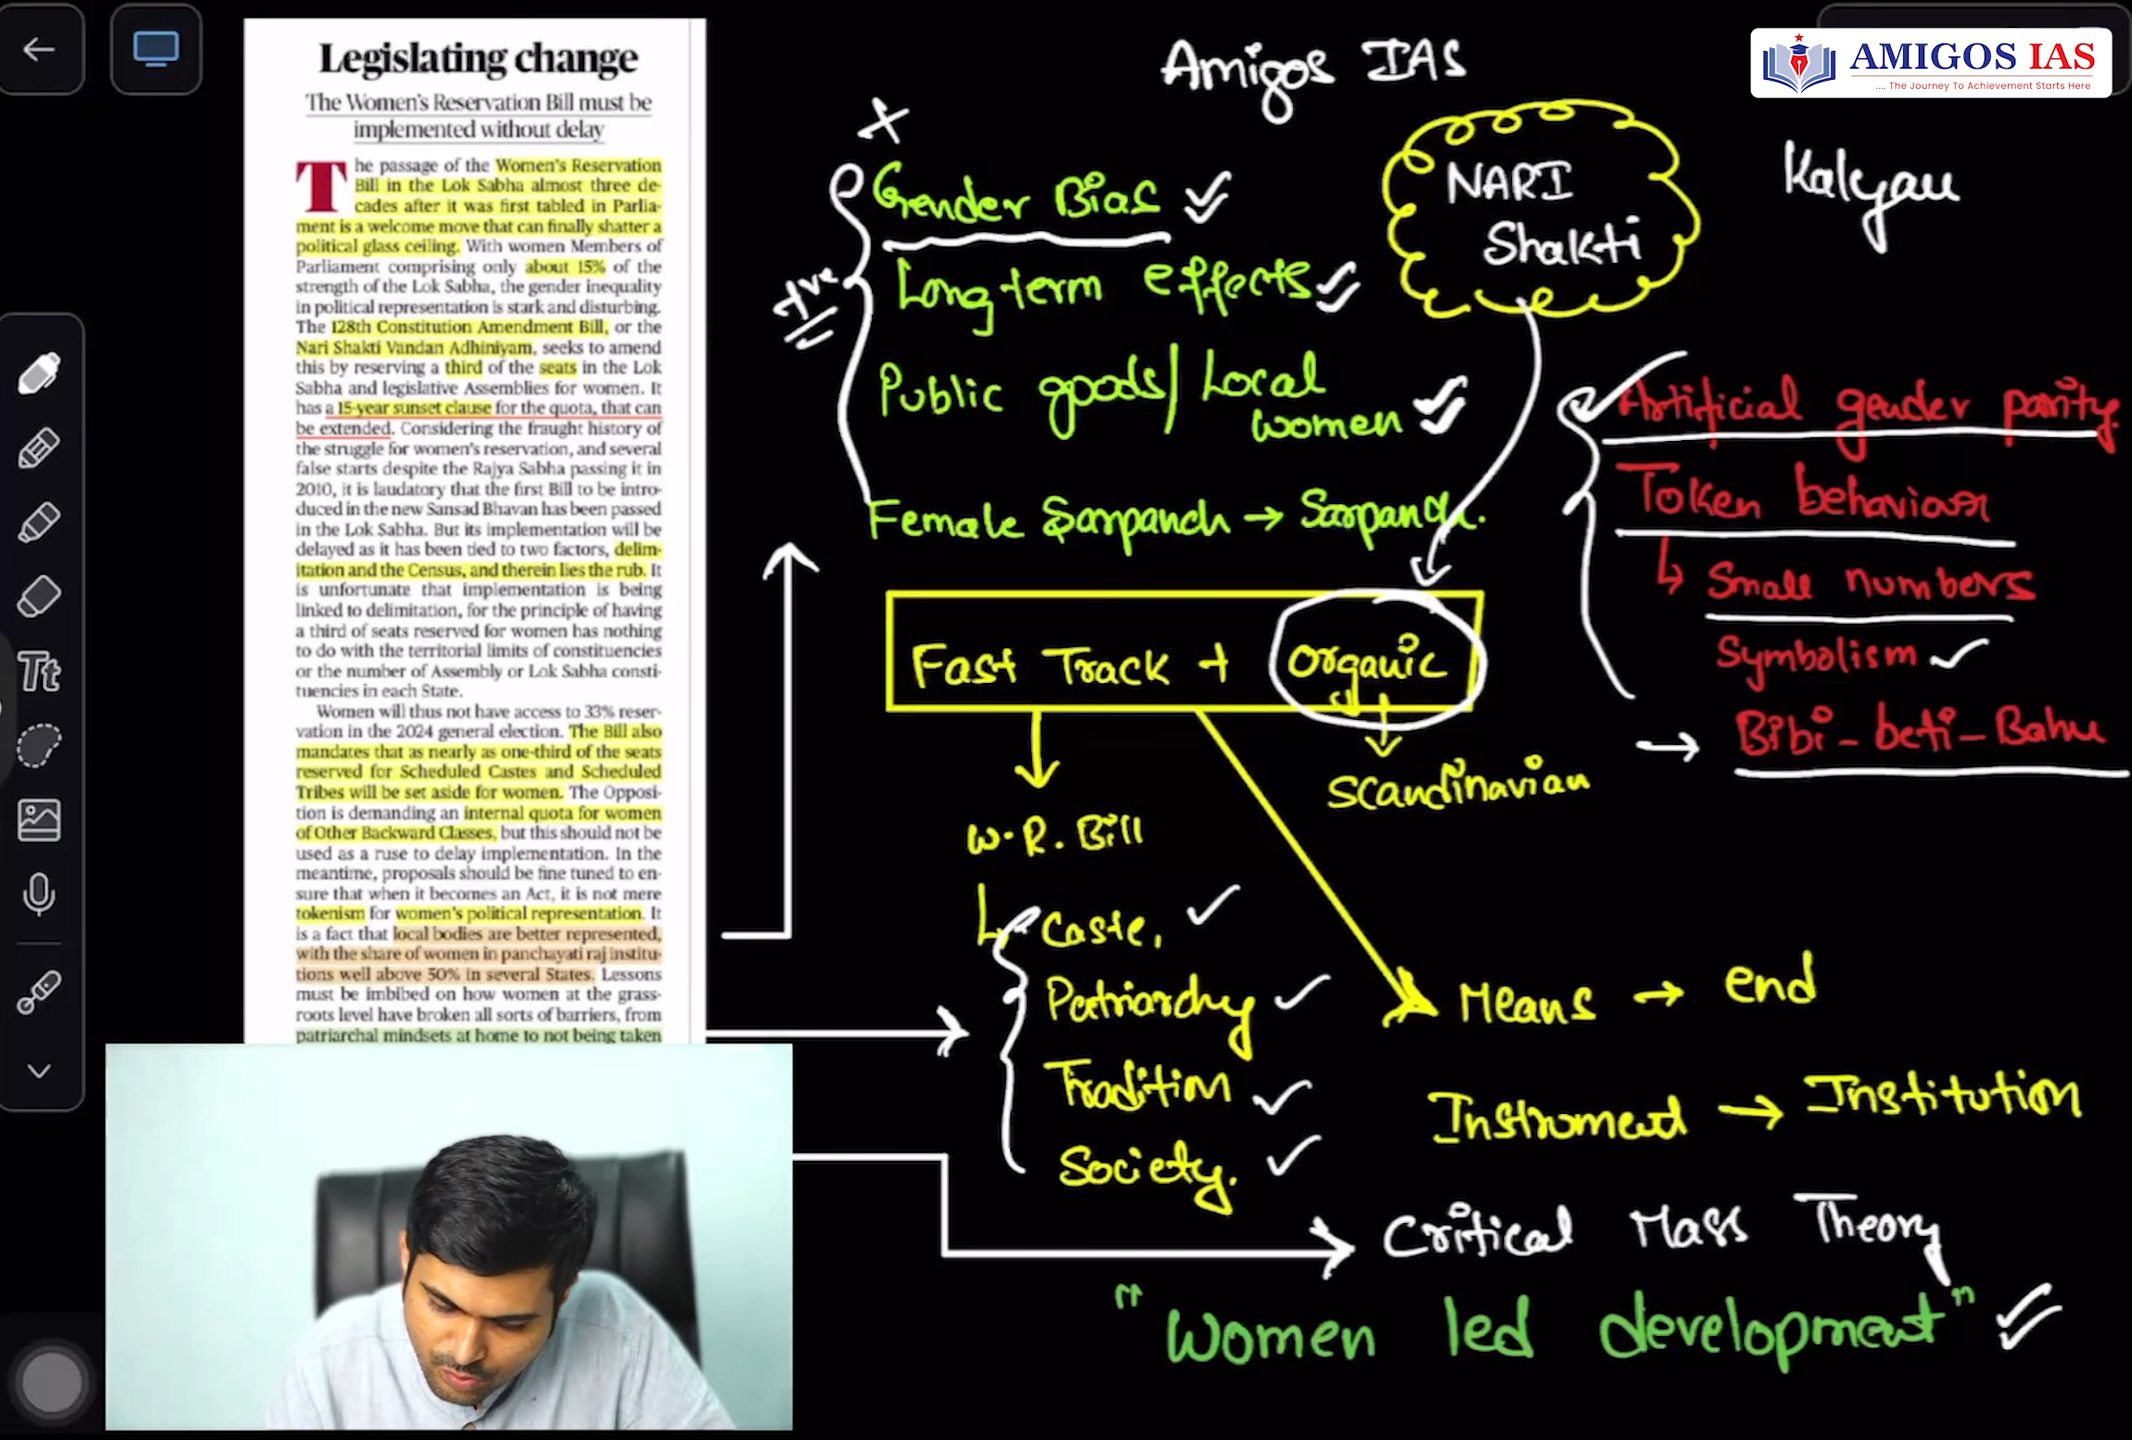 Legislating change
The Women's Reservation Bill must be
implemented without delay
The passage of the Women's Reservation
Bill in the Lok Sabha almost three de-
cades after it was first tabled in Parlia-
ment is a welcome move that can finally shatter a
political glass ceiling. With women Members of
Parliament comprising only about 15% of the
strength of the Lok Sabha, the gender inequality
in political representation is stark and disturbing.
The 128th Constitution Amendment Bill, or the
Nari Shakti Vandan Adhiniyam, seeks to amend
this by reserving a third of the seats in the Lok
Sabha and legislative Assemblies for women. It
has a 15-year sunset clause for the quota, that can
be extended. Considering the fraught history of
the struggle for women's reservation, and several
false starts despite the Rajya Sabha passing it in
2010, it is laudatory that the first Bill to be intro-
duced in the new Sansad Bhavan has been passed
in the Lok Sabha. But its implementation will be
delayed as it has been tied to two factors, delim-
itation and the Census, and therein lies the rub. It
is unfortunate that implementation is being
linked to delimitation, for the principle of having
a third of seats reserved for women has nothing
to do with the territorial limits of constituencies
or the number of Assembly or Lok Sabha consti-
tuencies in each State.
Women will thus not have access to 33% reser-
vation in the 2024 general election. The Bill also
mandates that as nearly as one-third of the seats
reserved for Scheduled Castes and Scheduled
Tribes will be set aside for women. The Opposi-
tion is demanding an internal quota for women
of Other Backward Classes, but this should not be
used as a ruse to delay implementation. In the
meantime, proposals should be fine tuned to en-
sure that when it becomes an Act, it is not mere
tokenism for women's political representation. It
is a fact that local bodies are better represented,
with the share of women in panchayati raj institu-
tions well above 50% in several States. Lessons
must be imbibed on how women at the grass-
roots level have broken all sorts of barriers, from
patriarchal mindsets at home to not being taken
Tt
Amigos IAS
AMIGOS IAS
.... The Journey To Achievement Starts Here
NARI
Shakti
Kalyan
+ve
Gender Bias
Long term effects
Public goods/ Local
women
Female Sarpanch → Sarpanch.
Artificial gender parity
Token behaviour
↳ Small numbers
Symbolism
→ Bibi-beti-Bahu
Fast Track + Organic
Scandinavian
W.R. Bill
Caste,
Patriarchy
Tradition
Society.
Means → end
Instrument → Institution
Critical Mass Theory
"Women led development"